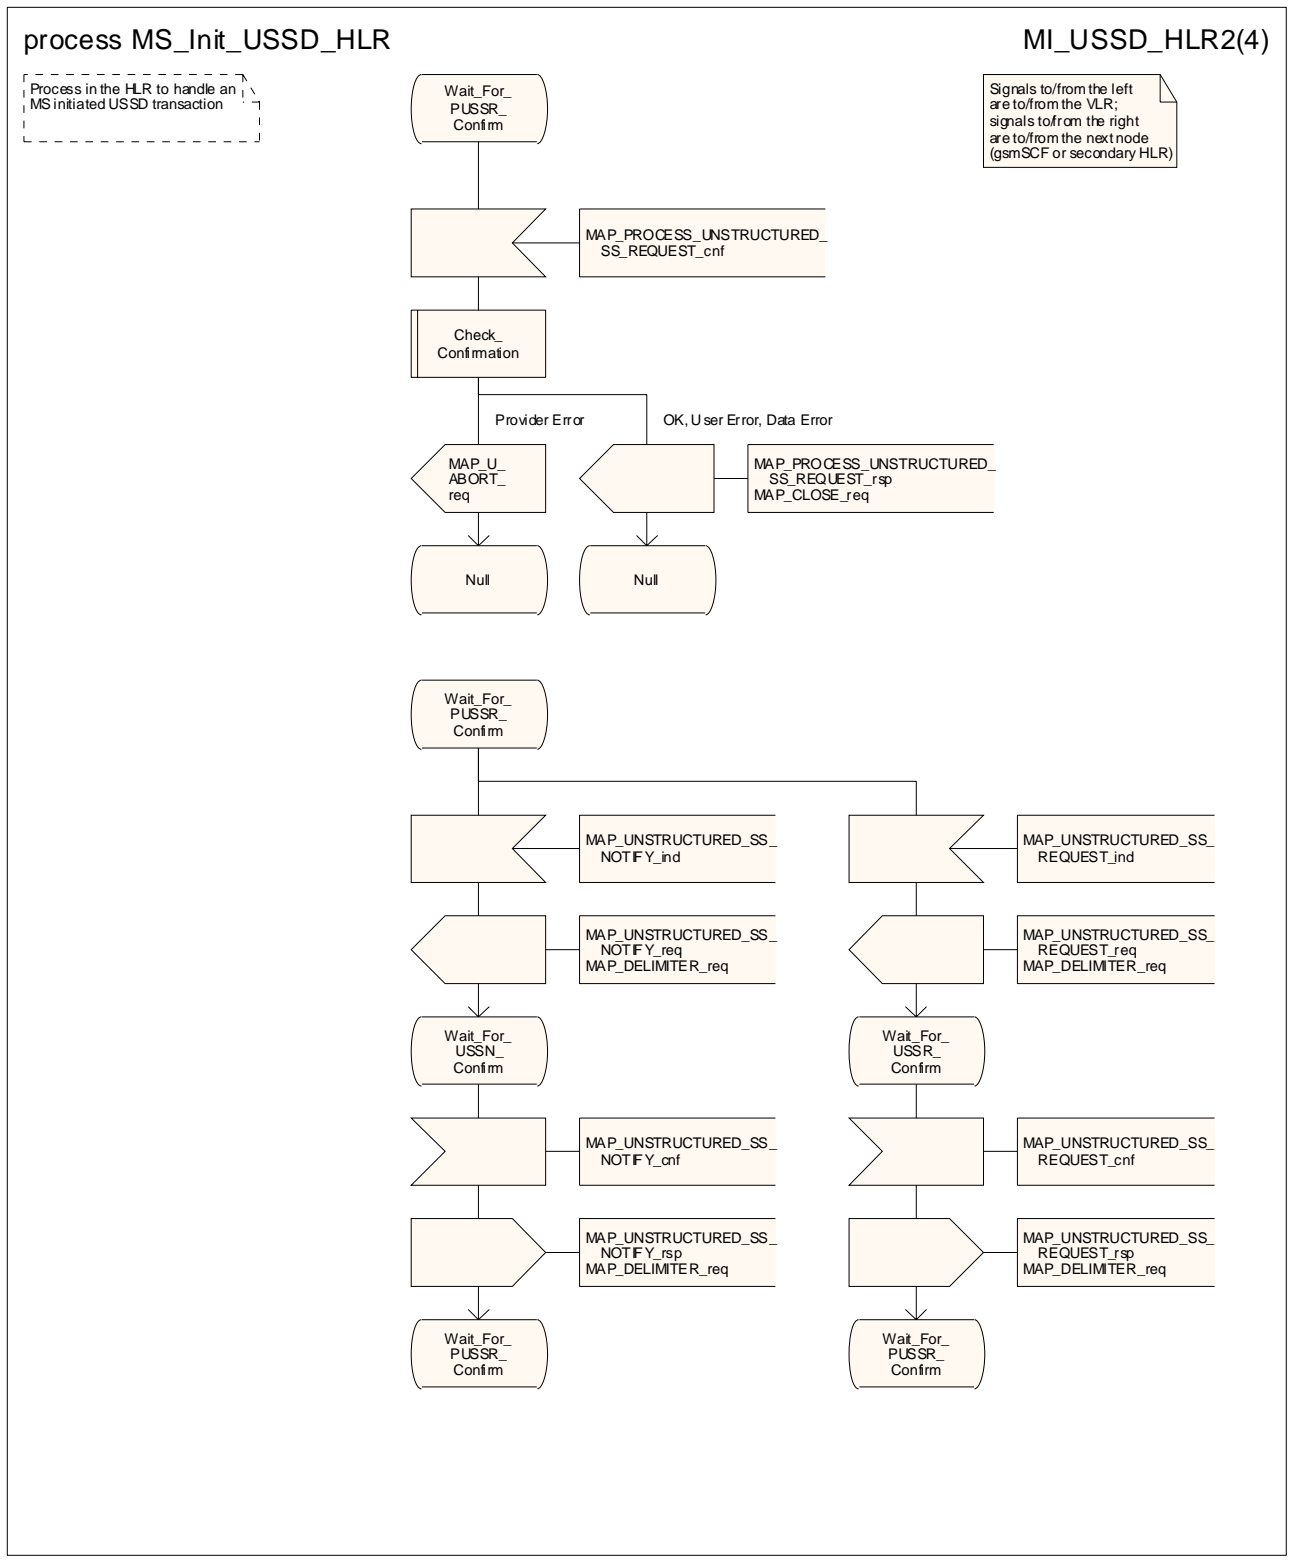 process MS_Init_USSD_HLR
MI_USSD_HLR2(4)
Process in the HLR to handle an
MS initiated USSD transaction
Wait_For_
PUSSR_
Confirm
Signals to/from the left
are to/from the VLR;
signals to/from the right
are to/from the next node
(gsmSCF or secondary HLR)
MAP_PROCESS_UNSTRUCTURED_
SS_REQUEST_cnf
Check_
Confirmation
Provider Error
OK, User Error, Data Error
MAP_U_
ABORT_
req
MAP_PROCESS_UNSTRUCTURED_
SS_REQUEST_rsp
MAP_CLOSE_req
Null
Null
Wait_For_
PUSSR_
Confirm
MAP_UNSTRUCTURED_SS_
NOTIFY_ind
MAP_UNSTRUCTURED_SS_
REQUEST_ind
MAP_UNSTRUCTURED_SS_
NOTIFY_req
MAP_DELIMITER_req
MAP_UNSTRUCTURED_SS_
REQUEST_req
MAP_DELIMITER_req
Wait_For_
USSN_
Confirm
Wait_For_
USSR_
Confirm
MAP_UNSTRUCTURED_SS_
NOTIFY_cnf
MAP_UNSTRUCTURED_SS_
REQUEST_cnf
MAP_UNSTRUCTURED_SS_
NOTIFY_rsp
MAP_DELIMITER_req
MAP_UNSTRUCTURED_SS_
REQUEST_rsp
MAP_DELIMITER_req
Wait_For_
PUSSR_
Confirm
Wait_For_
PUSSR_
Confirm